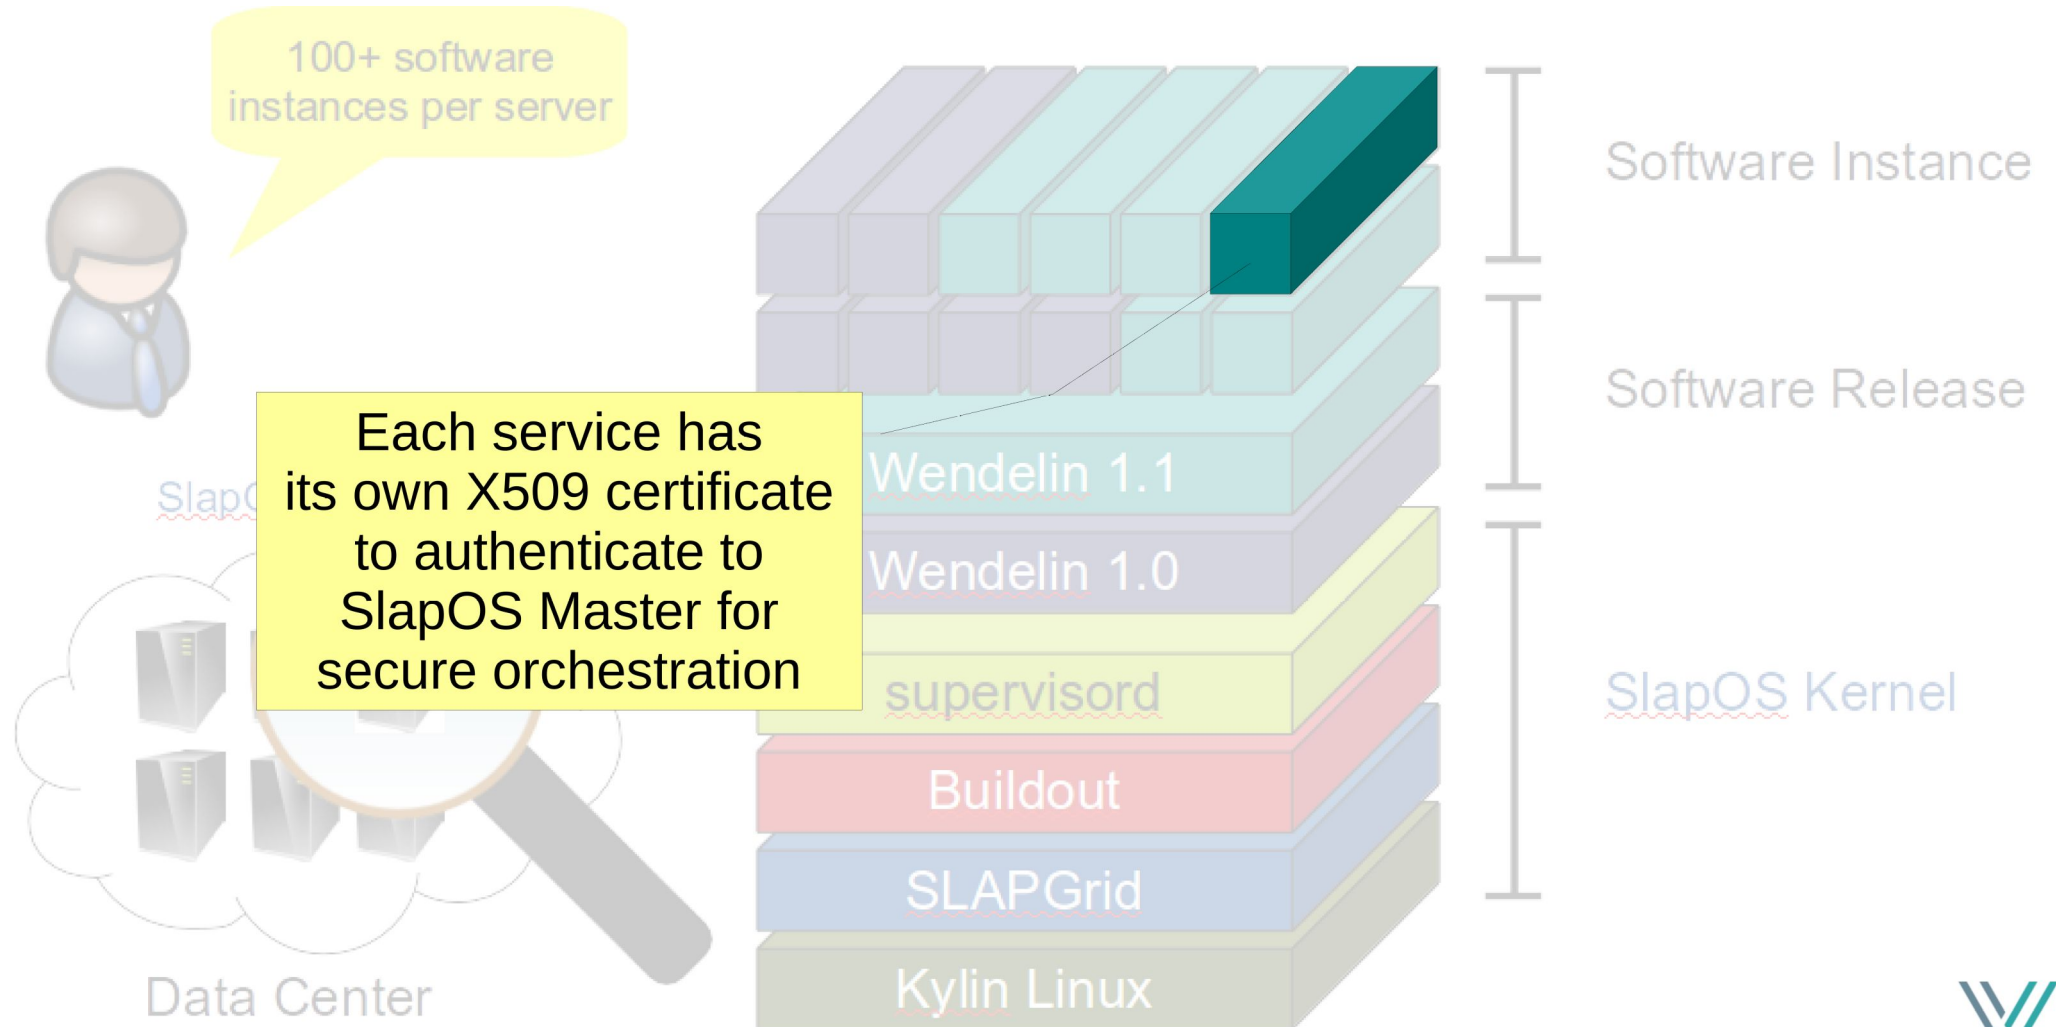 100+ software
instances per server
Software Instance
Software Release
Each service has
its own X509 certificate
to authenticate to
SlapOS Master for
secure orchestration
Wendelin 1.1
Wendelin 1.0
supervisord
SlapOS Kernel
Buildout
SLAPGrid
Kylin Linux
Data Center